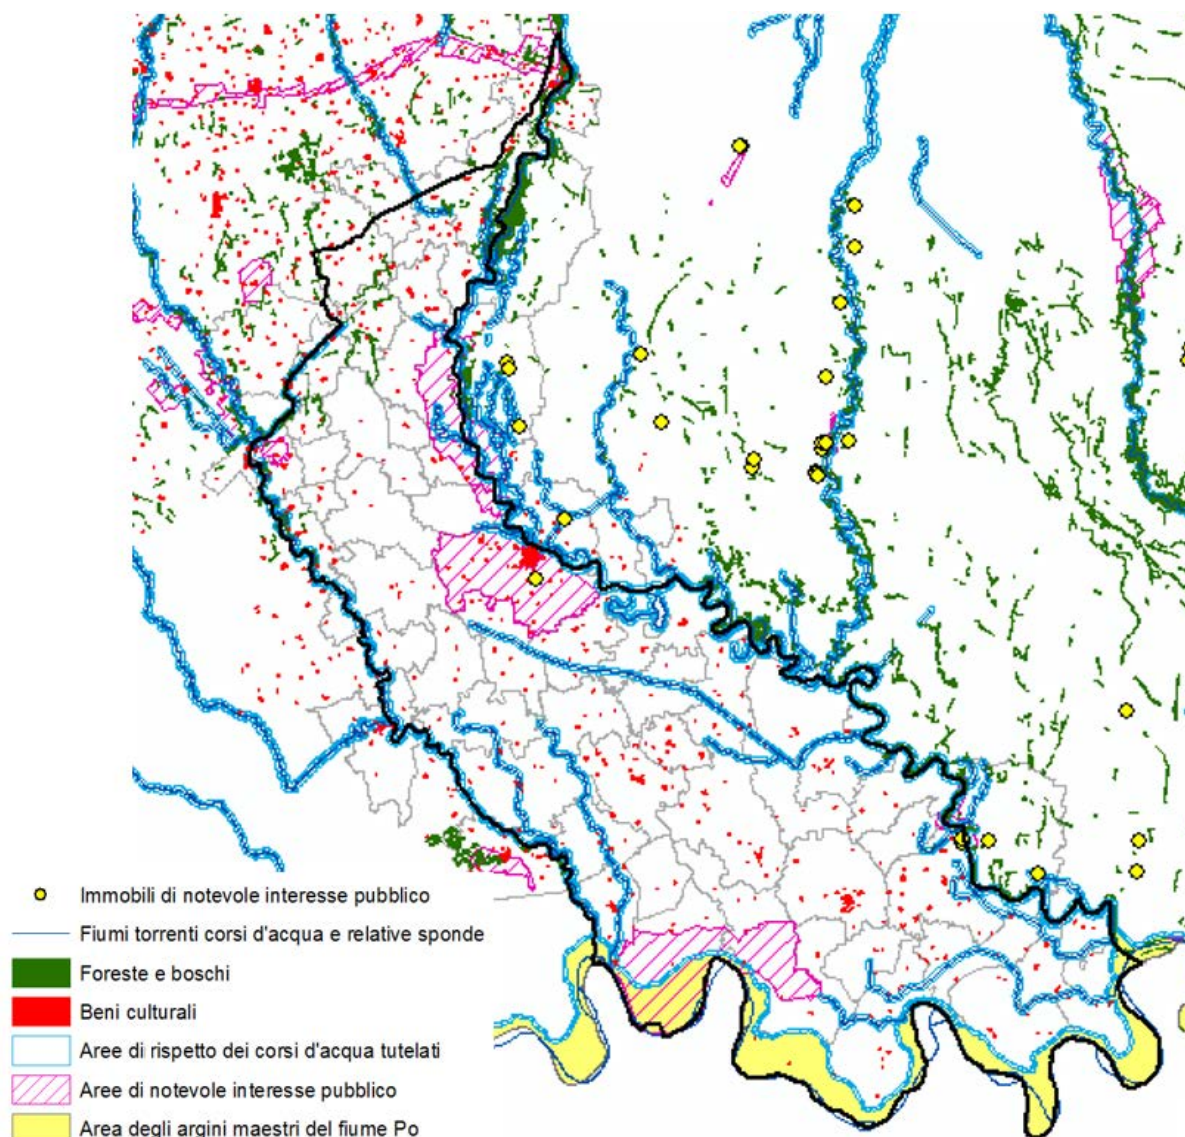 Immobili di notevole interesse pubblico
Fiumi torrenti corsi d'acqua e relative sponde
Foreste e boschi
Beni culturali
Aree di rispetto dei corsi d'acqua tutelati
Aree di notevole interesse pubblico
Area degli argini maestri del fiume Po